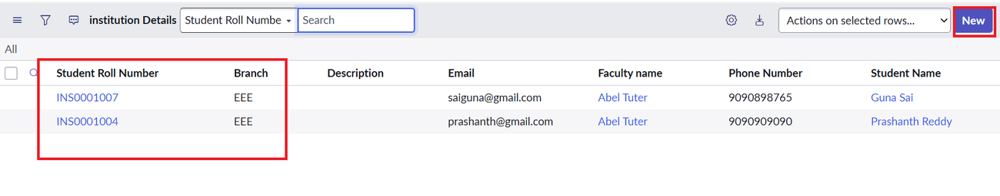 institution Details Student Roll Numbe Search Actions on selected rows... New
All
Student Roll Number Branch Description Email Faculty name Phone Number Student Name
INS0001007 EEE saiguna@gmail.com Abel Tuter 9090898765 Guna Sai
INS0001004 EEE prashanth@gmail.com Abel Tuter 9090909090 Prashanth Reddy